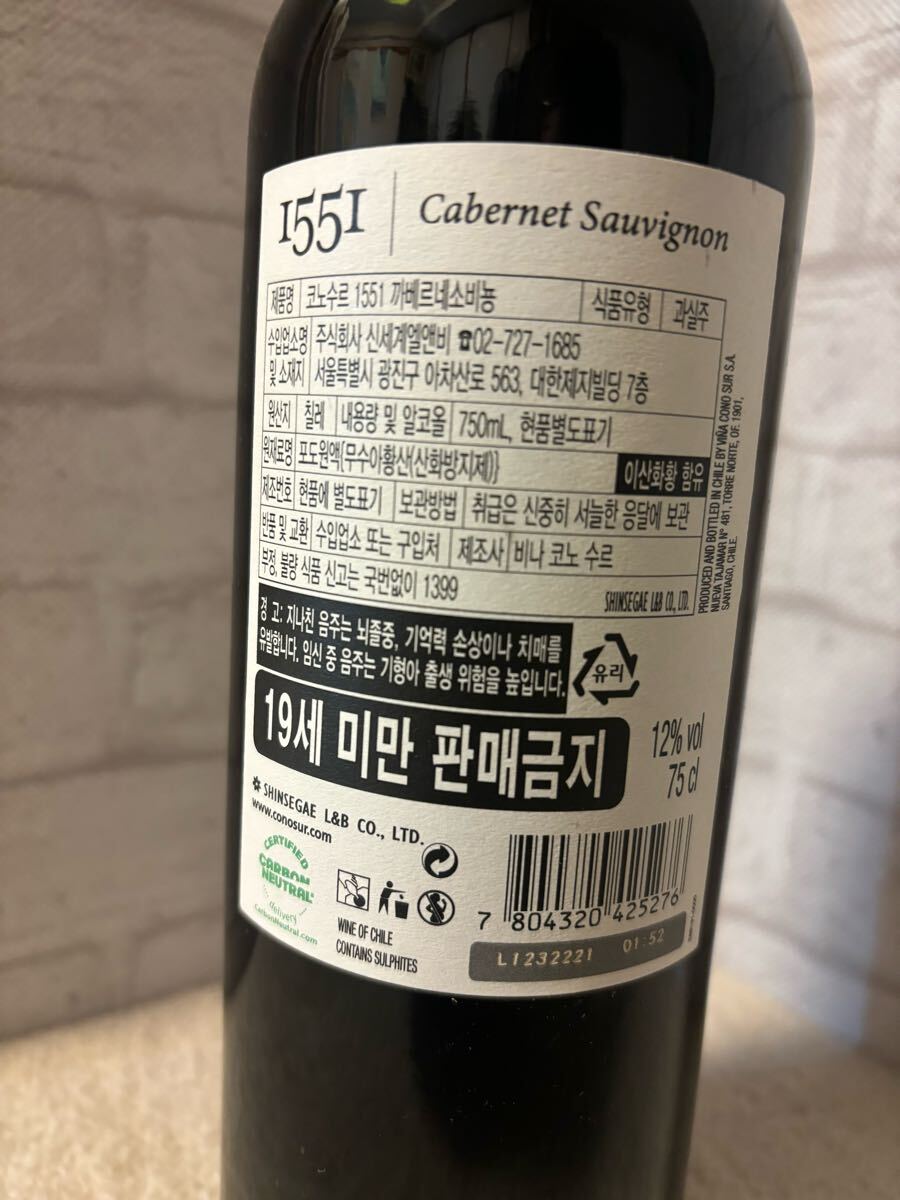 1551 | Cabernet Sauvignon
제품명 코노수르 1551 까베르네소비뇽 식품유형 과실주
수입업소명 주식회사 신세계엘앤비 ☎02-727-1685
및 소재지 서울특별시 광진구 아차산로 563, 대한제지빌딩 7층
원산지 칠레 내용량 및 알코올 750mL, 현품별도표기
원재료명 포도원액{무수아황산(산화방지제)} 이산화황 함유
제조번호 현품에 별도표기 보관방법 취급은 신중히 서늘한 응달에 보관
반품 및 교환 수입업소 또는 구입처 제조사 비나 코노 수르
부정, 불량 식품 신고는 국번없이 1399 SHINSEGAE L&B CO., LTD.
PRODUCED AND BOTTLED IN CHILE BY VIÑA CONO SUR S.A.
NUEVA TAJAMAR Nº 481, TORRE NORTE, OF. 1901,
SANTIAGO, CHILE.
경 고: 지나친 음주는 뇌졸중, 기억력 손상이나 치매를
유발합니다. 임신 중 음주는 기형아 출생 위험을 높입니다.
유리
19세 미만 판매금지
12% vol
75 cl
SHINSEGAE L&B CO., LTD.
www.conosur.com
CERTIFIED
CARBON
NEUTRAL
delivery
CarbonNeutral.com
WINE OF CHILE
CONTAINS SULPHITES
7 804320 425276
L1232221 01:52